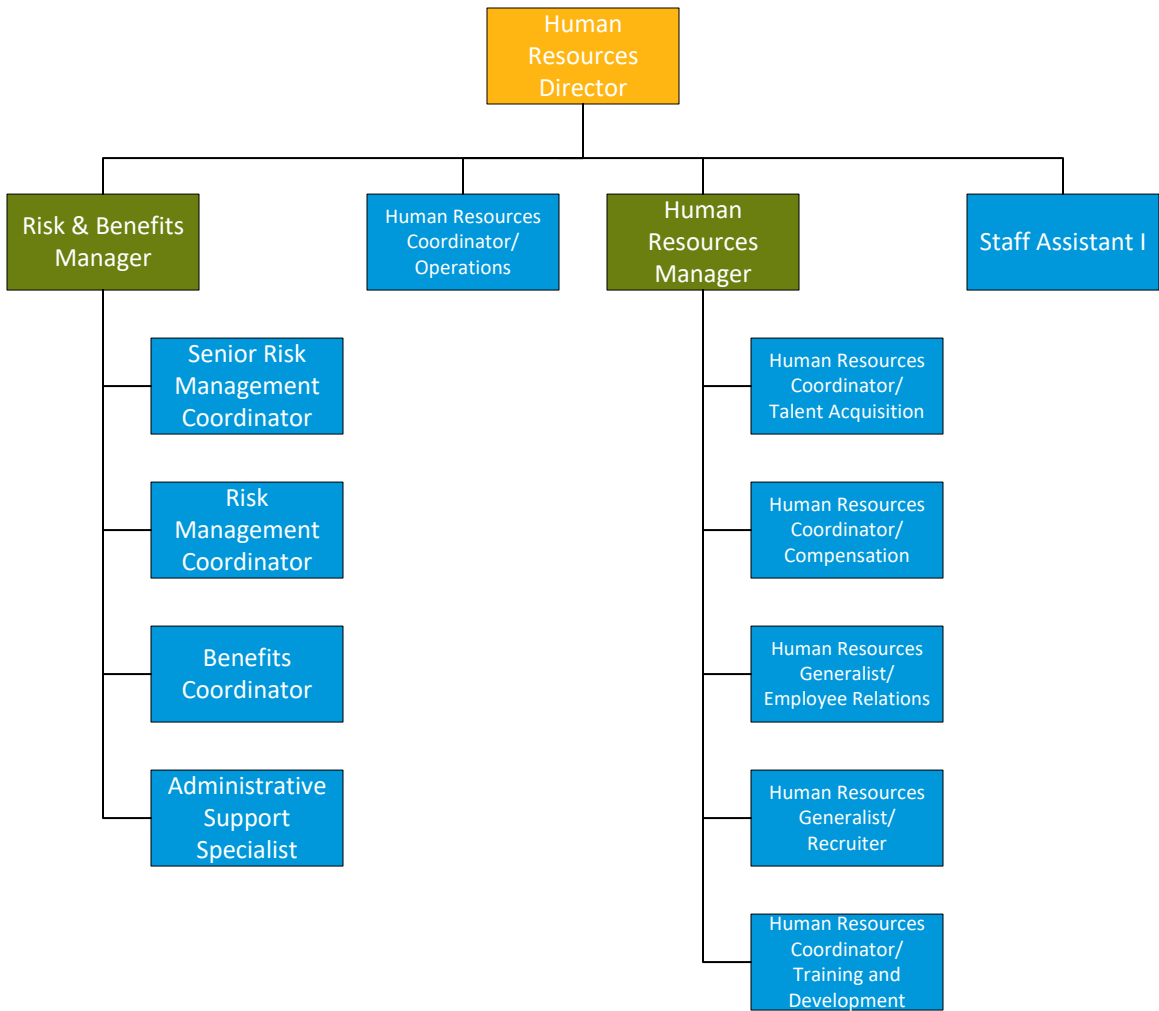 Human
Resources
Director
Risk & Benefits
Manager
Human Resources
Coordinator/
Operations
Human
Resources
Manager
Staff Assistant I
Senior Risk
Management
Coordinator
Risk
Management
Coordinator
Benefits
Coordinator
Administrative
Support
Specialist
Human Resources
Coordinator/
Talent Acquisition
Human Resources
Coordinator/
Compensation
Human Resources
Generalist/
Employee Relations
Human Resources
Generalist/
Recruiter
Human Resources
Coordinator/
Training and
Development